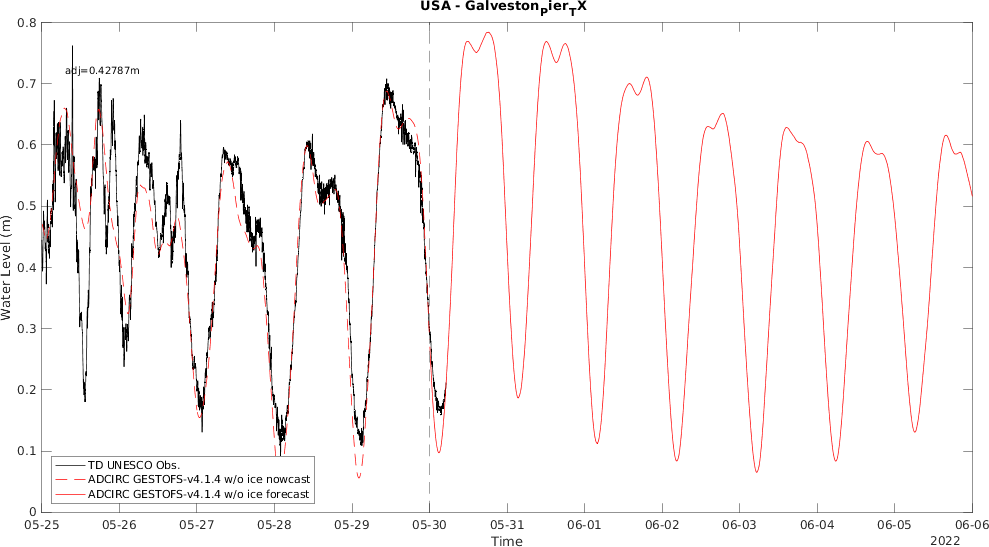 USA - Galveston_Pier_TX
0.8
0.7
0.6
0.5
0.4
0.3
0.2
0.1
0
Water Level (m)
adj=0.42787m
TD UNESCO Obs.
ADCIRC GESTOFS-v4.1.4 w/o ice nowcast
ADCIRC GESTOFS-v4.1.4 w/o ice forecast
05-25 05-26 05-27 05-28 05-29 05-30 05-31 06-01 06-02 06-03 06-04 06-05 06-06
Time
2022